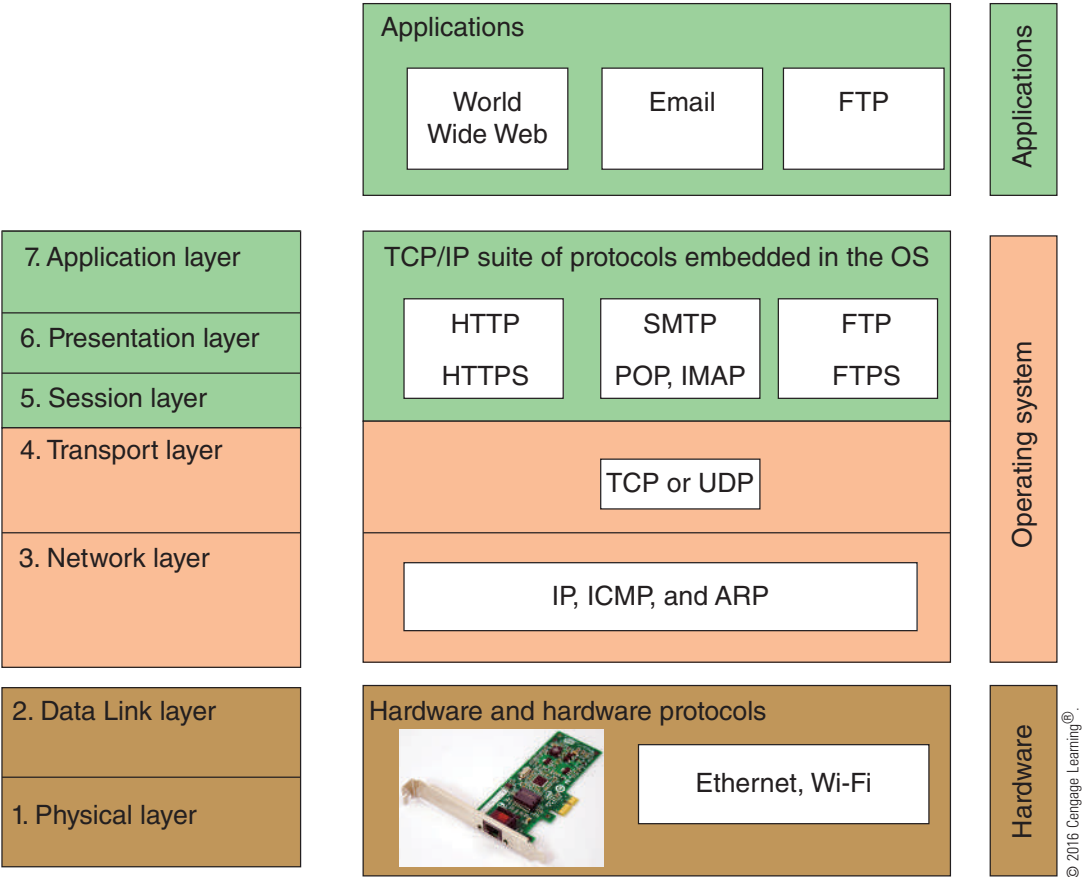 Applications
World
Wide Web
Email
FTP
Applications
7. Application layer
6. Presentation layer
5. Session layer
4. Transport layer
3. Network layer
2. Data Link layer
1. Physical layer
TCP/IP suite of protocols embedded in the OS
HTTP
HTTPS
SMTP
POP, IMAP
FTP
FTPS
TCP or UDP
IP, ICMP, and ARP
Operating system
Hardware and hardware protocols
Ethernet, Wi-Fi
Hardware
© 2016 Cengage Learning®.